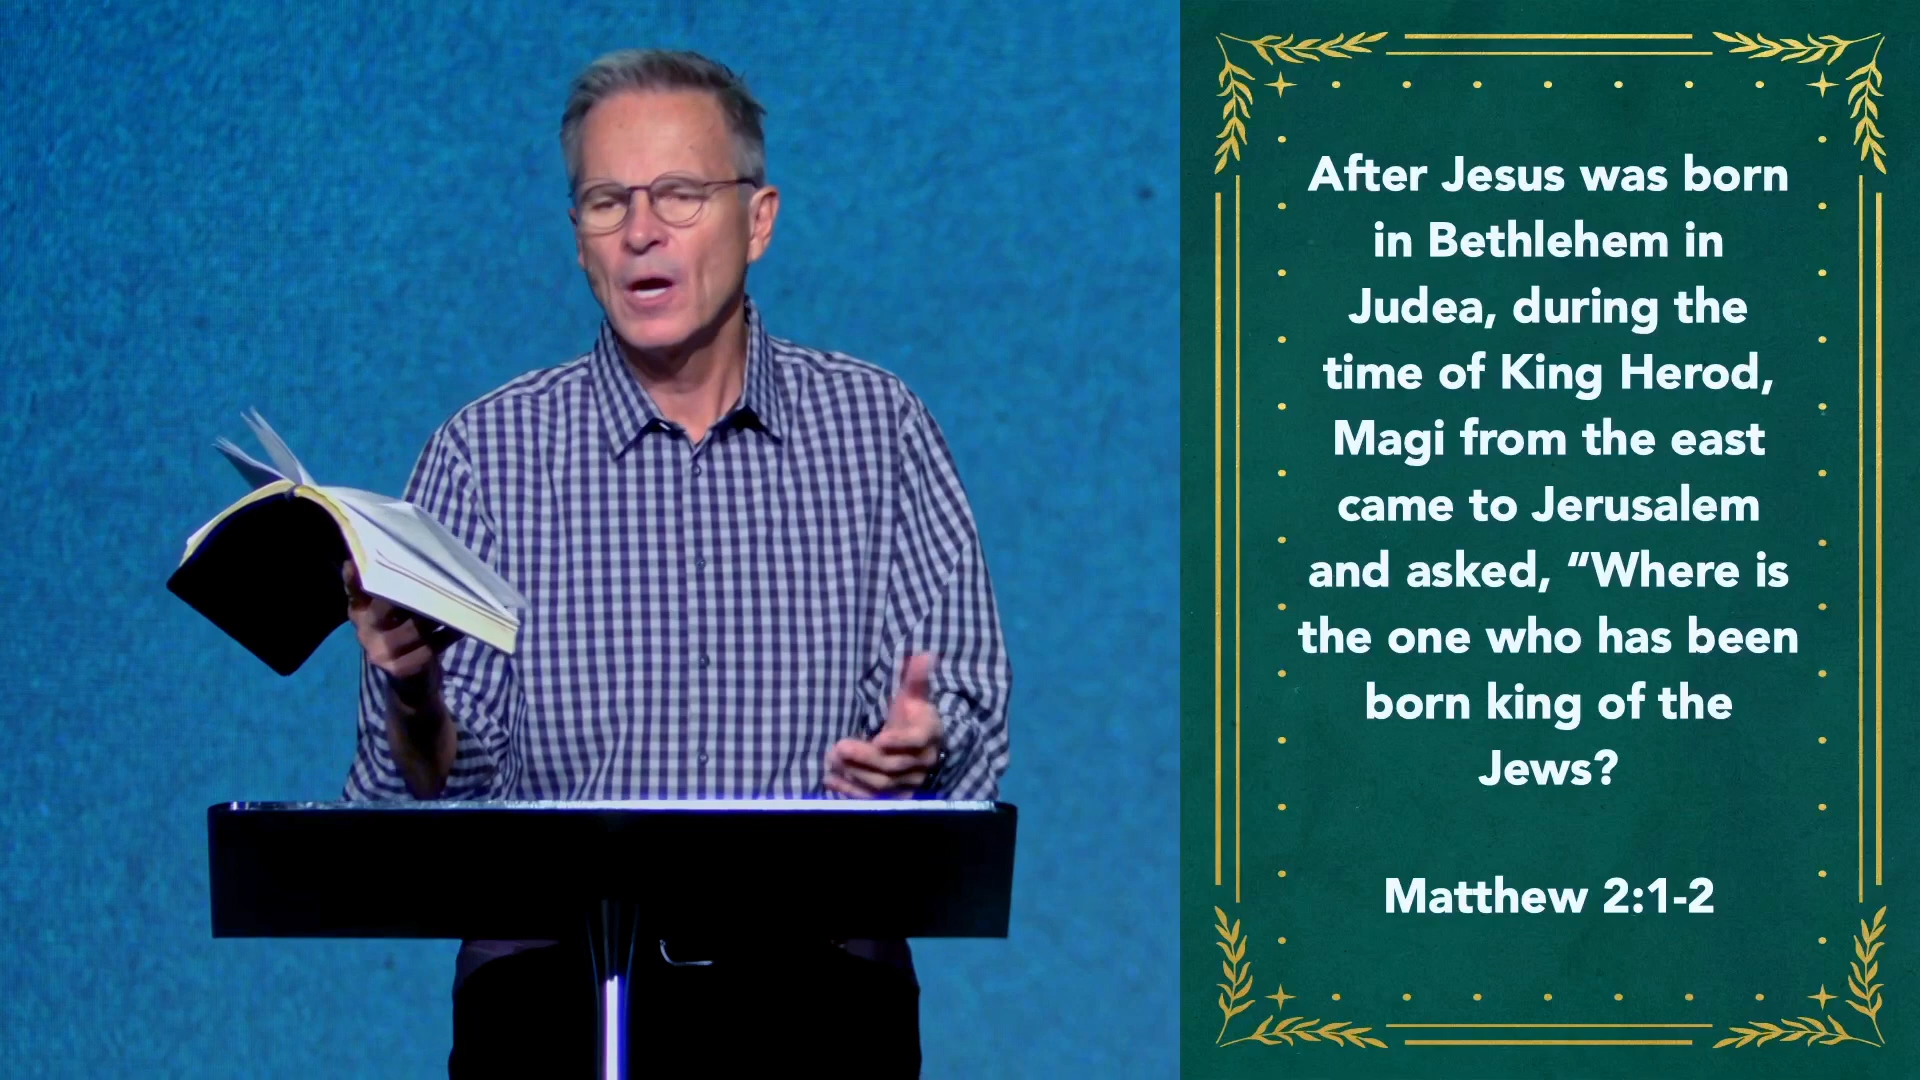 After Jesus was born
in Bethlehem in
Judea, during the
time of King Herod,
Magi from the east
came to Jerusalem
and asked, “Where is
the one who has been
born king of the
Jews?
Matthew 2:1-2